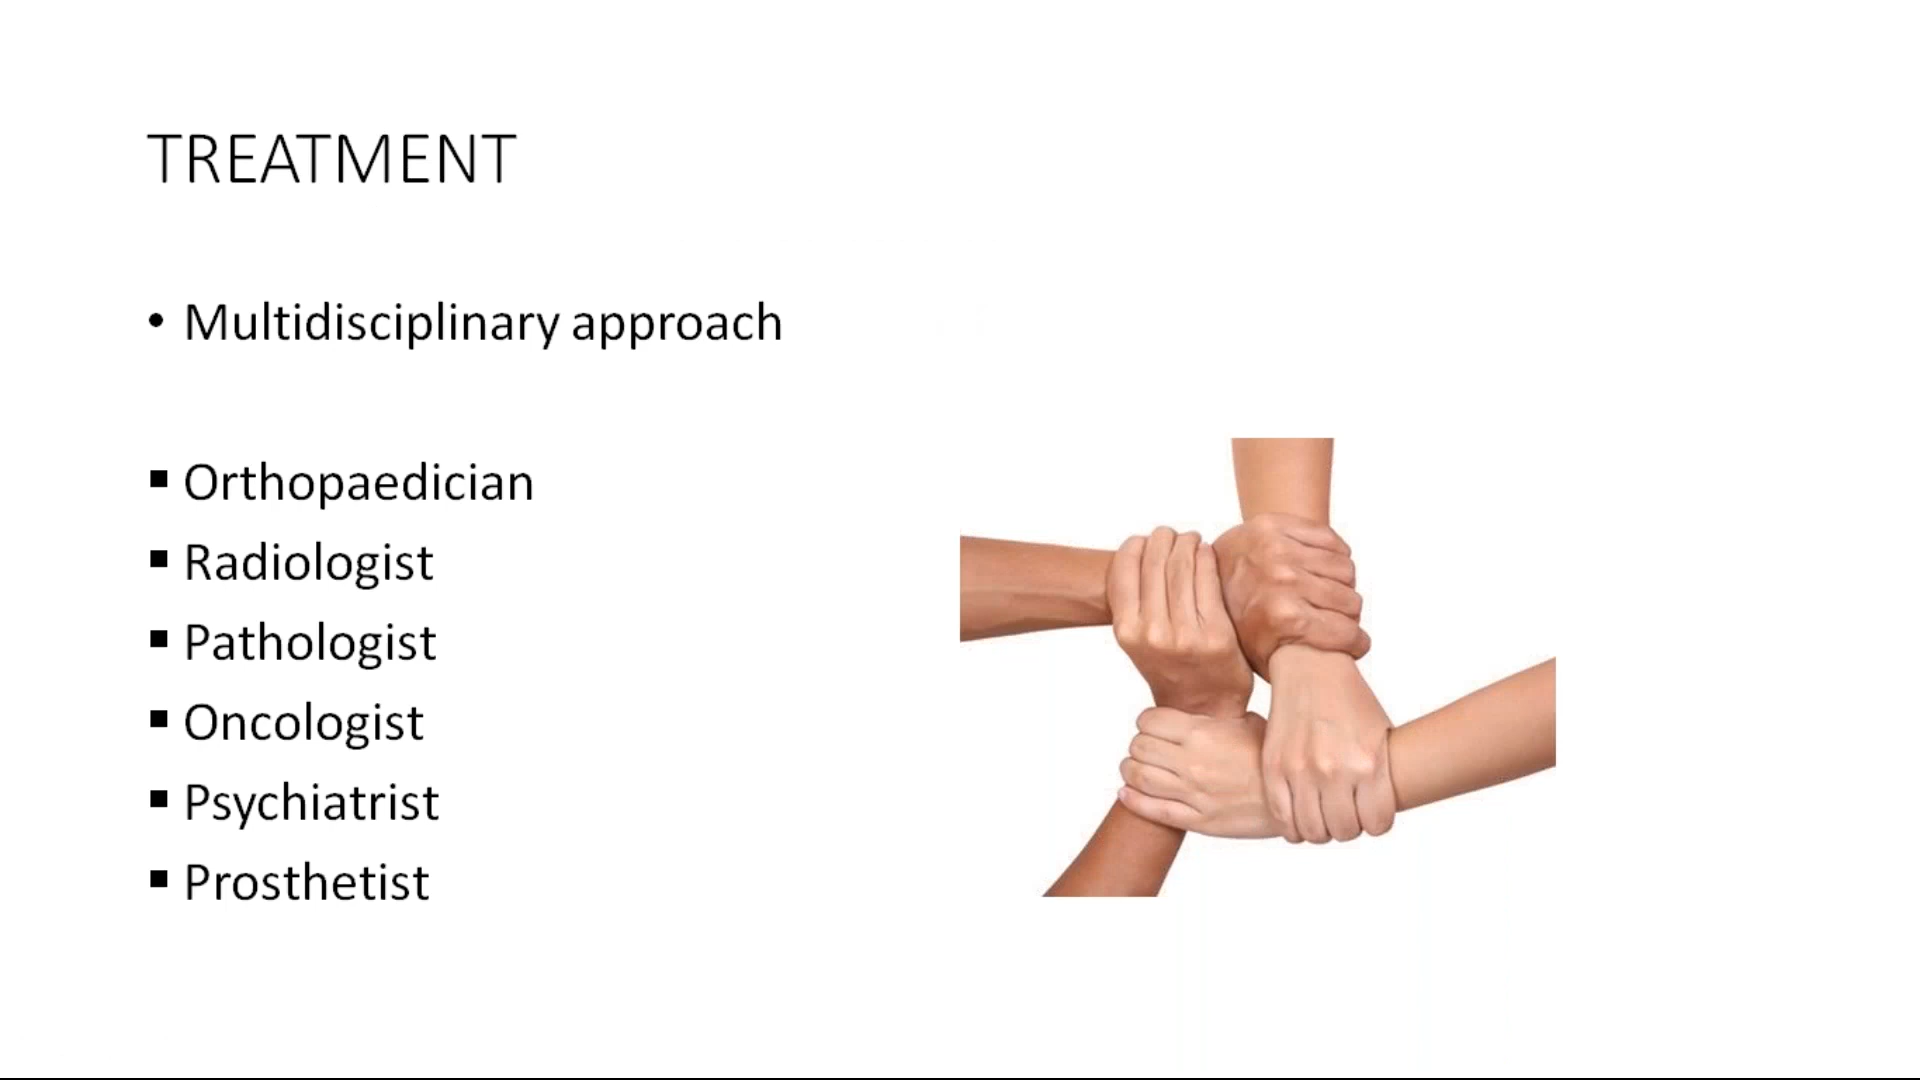 TREATMENT
• Multidisciplinary approach
▪ Orthopaedician
▪ Radiologist
▪ Pathologist
▪ Oncologist
▪ Psychiatrist
▪ Prosthetist